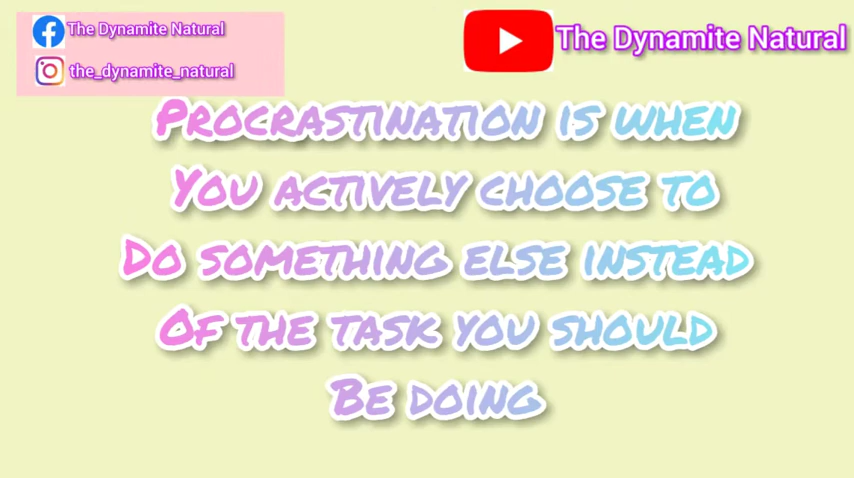 The Dynamite Natural
the_dynamite_natural
The Dynamite Natural
Procrastination is when
You actively choose to
Do something else instead
Of the task you should
Be doing